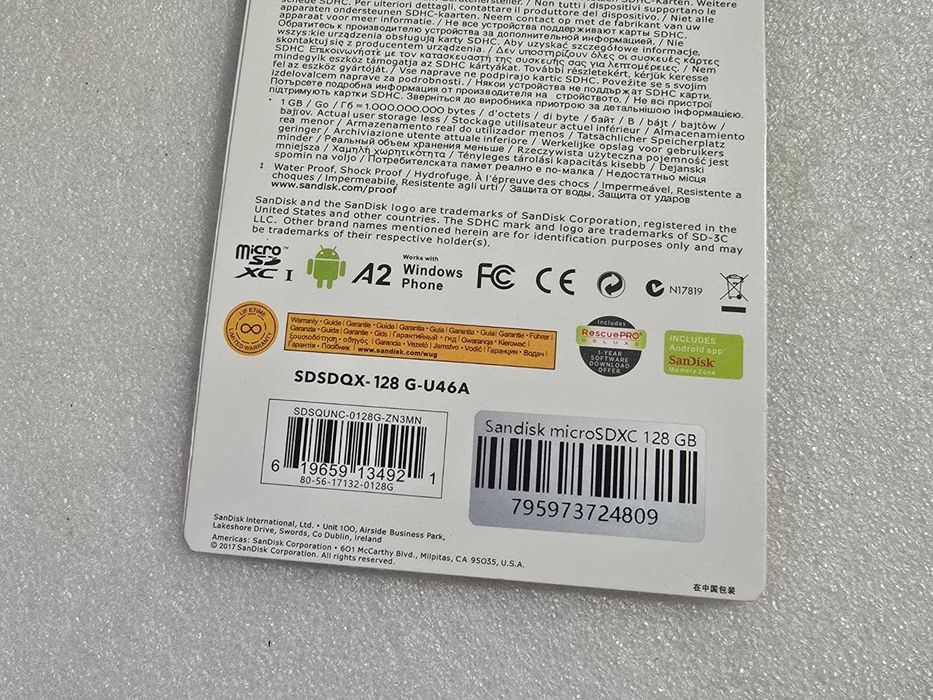 SDHC. Per ulteriori dettagli, contattare il produttore del dispositivo. / Niet alle
apparaten ondersteunen SDHC-kaarten. Neem contact op met de fabrikant van uw
apparaat voor meer informatie. / Не все устройства поддерживают карты SDHC.
Обратитесь к производителю устройства за дополнительной информацией. / Nie
wszys:kie urządzenia obsługują karty SDHC. Aby uzyskać szczegółowe informacje,
skontaktuj się z producentem urządzenia. / Δεν υποστηρίζουν όλες οι συσκευές κάρτες
SDHC Επικοινωνήστε με τον κατασκευαστή της συσκευής σας για λεπτομέρειες. / Nem
mindegyik eszköz támogatja az SDHC kártyákat. További részletekért, kérjük keresse
fel az eszköz gyártóját. / Vse naprave ne podpirajo kartic SDHC. Povežite se s svojim
izdelovalcem naprave za podrobnosti. / Някои устройства не поддържат SDHC карти.
Потърсете подробна информация от производителя на стройството. / Не всі пристрої
підтримують картки SDHC. Зверніться до виробника пристрою за детальнішою інформацією.
* 1 GB / Go / Гб = 1.000.000.000 bytes / d'octets / di byte / байт / B / bájt / bajtów /
bajtov. Actual user storage less / Stockage utilisateur actuel inférieur / Almacenamiento
rea menor / Armazenamento real do utilizador menos / Tatsächlicher Speicherplatz
geringer / Archiviazione utente attuale inferiore / Werkelijke opslag voor gebruikers
minder / Реальный объем хранения меньше / Rzeczywista użyteczna pojemność jest
mniejsza / Χαμηλή χωρητικότητα / Tényleges tárolási kapacitás kisebb / Dejanski
spomin na voljo / Потребителската памет реално е по-малка / Недостатньо місця
‡ Water Proof, Shock Proof / Hydrofuge, À l'épreuve des chocs / Impermeável, Resistente a
choques / Impermeabile, Resistente agli urti / Защита от воды, Защита от ударов
www.sandisk.com/proof
SanDisk and the SanDisk logo are trademarks of SanDisk Corporation, registered in the
United States and other countries. The SDHC mark and logo are trademarks of SD-3C
LLC. Other brand names mentioned herein are for identification purposes only and may
be trademarks of their respective holder(s).
micro SD XC I
A2
Works with
Windows
Phone
FC CE
N17819
LIFETIME
LIMITED WARRANTY
Warranty • Guide | Garantie • Guide | Garantía • Guía | Garantia • Guia | Garantie • Führer |
Garanzia • Guida | Garantie • Gids | Гарантийный • гид | Gwarancja • Kierować |
εξουσιοδότηση • οδηγός | Garancia • Vezető | Jamstvo • Vodič | Гаранция • Водач |
Гарантія • Посібник | www.sandisk.com/wug
Includes
RescuePRO®
DELUXE
1-YEAR
SOFTWARE
DOWNLOAD
OFFER
INCLUDES
Android app
SanDisk
Memory Zone
SDSDQX-128 G-U46A
SDSQUNC-0128G-ZN3MN
6 19659 13492 1
80-56-17132-0128G
Sandisk microSDXC 128 GB
795973724809
SanDisk International, Ltd. • Unit 100, Airside Business Park,
Lakeshore Drive, Swords, Co Dublin, Ireland
Americas: SanDisk Corporation • 601 McCarthy Blvd., Milpitas, CA 95035, U.S.A.
© 2017 SanDisk Corporation. All rights reserved.
在中国包装